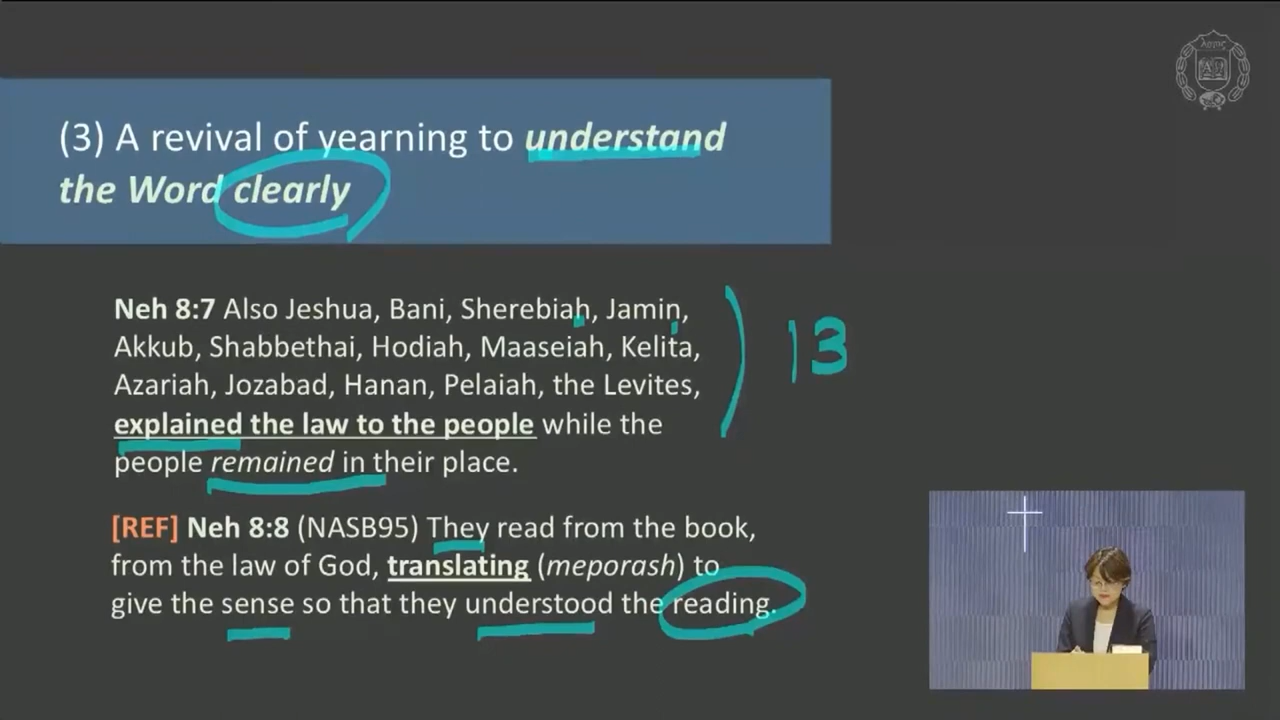 (3) A revival of yearning to understand
the Word clearly
Neh 8:7 Also Jeshua, Bani, Sherebiah, Jamin,
Akkub, Shabbethai, Hodiah, Maaseiah, Kelita,
Azariah, Jozabad, Hanan, Pelaiah, the Levites,
explained the law to the people while the
people remained in their place.
) 13
[REF] Neh 8:8 (NASB95) They read from the book,
from the law of God, translating (meporash) to
give the sense so that they understood the reading.